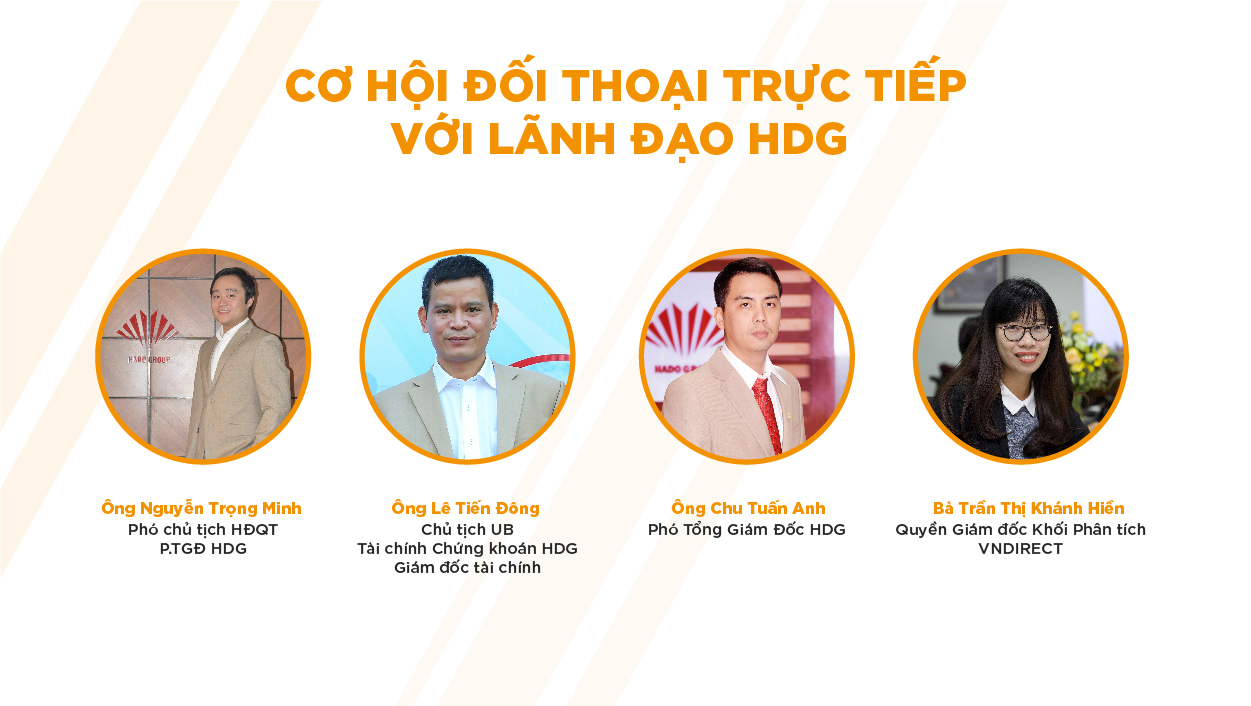 CƠ HỘI ĐỐI THOẠI TRỰC TIẾP
VỚI LÃNH ĐẠO HDG
HADO GROUP
HADO G
Ông Nguyễn Trọng Minh
Phó chủ tịch HĐQT
P.TGĐ HDG
Ông Lê Tiến Đông
Chủ tịch UB
Tài chính Chứng khoán HDG
Giám đốc tài chính
Ông Chu Tuấn Anh
Phó Tổng Giám Đốc HDG
Bà Trần Thị Khánh Hiền
Quyền Giám đốc Khối Phân tích
VNDIRECT